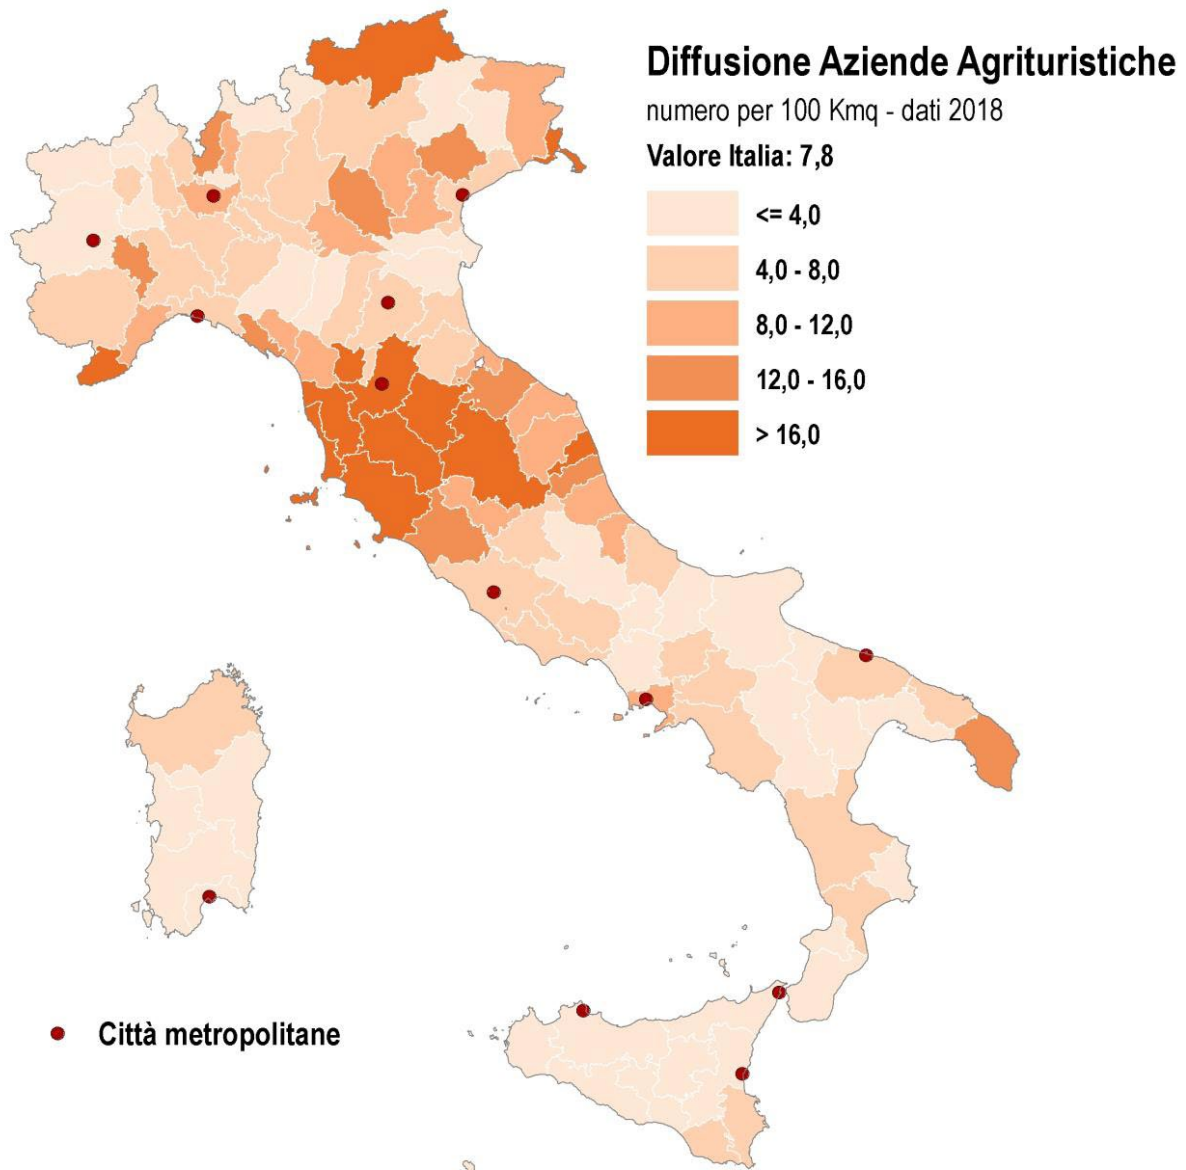 Diffusione Aziende Agrituristiche
numero per 100 Kmq - dati 2018
Valore Italia: 7,8
<= 4,0
4,0 - 8,0
8,0 - 12,0
12,0 - 16,0
> 16,0
Città metropolitane